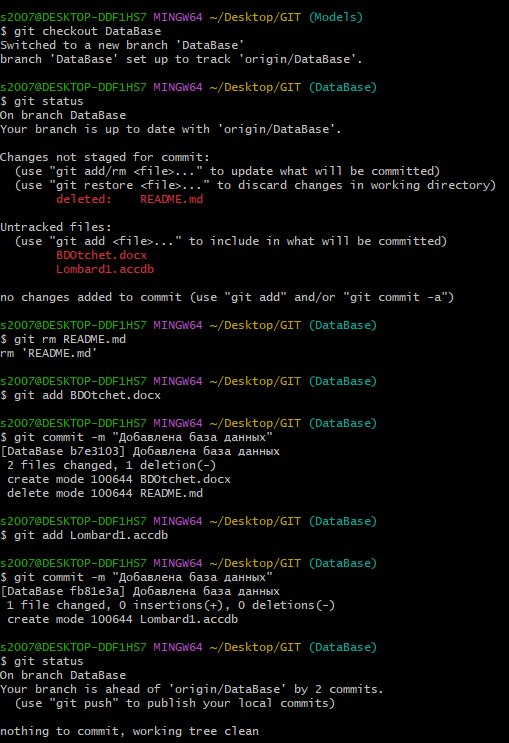 s2007@DESKTOP-DDF1HS7 MINGW64 ~/Desktop/GIT (Models)
$ git checkout DataBase
Switched to a new branch 'DataBase'
branch 'DataBase' set up to track 'origin/DataBase'.
s2007@DESKTOP-DDF1HS7 MINGW64 ~/Desktop/GIT (DataBase)
$ git status
On branch DataBase
Your branch is up to date with 'origin/DataBase'.
Changes not staged for commit:
(use "git add/rm <file>..." to update what will be committed)
(use "git restore <file>..." to discard changes in working directory)
deleted: README.md
Untracked files:
(use "git add <file>..." to include in what will be committed)
BDOtchet.docx
Lombard1.accdb
no changes added to commit (use "git add" and/or "git commit -a")
s2007@DESKTOP-DDF1HS7 MINGW64 ~/Desktop/GIT (DataBase)
$ git rm README.md
rm 'README.md'
s2007@DESKTOP-DDF1HS7 MINGW64 ~/Desktop/GIT (DataBase)
$ git add BDOtchet.docx
s2007@DESKTOP-DDF1HS7 MINGW64 ~/Desktop/GIT (DataBase)
$ git commit -m "Добавлена база данных"
[DataBase b7e3103] Добавлена база данных
2 files changed, 1 deletion(-)
create mode 100644 BDOtchet.docx
delete mode 100644 README.md
s2007@DESKTOP-DDF1HS7 MINGW64 ~/Desktop/GIT (DataBase)
$ git add Lombard1.accdb
s2007@DESKTOP-DDF1HS7 MINGW64 ~/Desktop/GIT (DataBase)
$ git commit -m "Добавлена база данных"
[DataBase fb81e3a] Добавлена база данных
1 file changed, 0 insertions(+), 0 deletions(-)
create mode 100644 Lombard1.accdb
s2007@DESKTOP-DDF1HS7 MINGW64 ~/Desktop/GIT (DataBase)
$ git status
On branch DataBase
Your branch is ahead of 'origin/DataBase' by 2 commits.
(use "git push" to publish your local commits)
nothing to commit, working tree clean